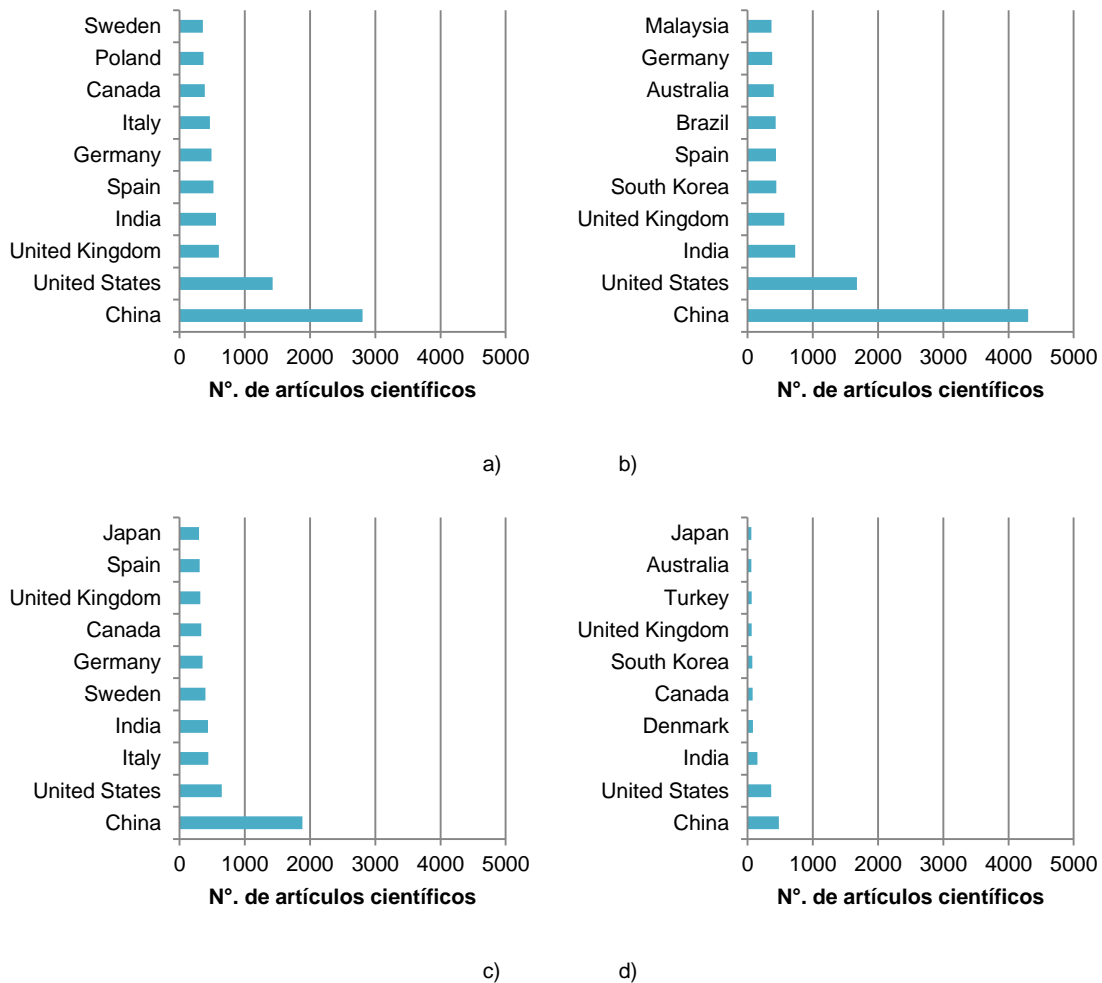 Sweden
Poland
Canada
Italy
Germany
Spain
India
United Kingdom
United States
China
0 1000 2000 3000 4000 5000
N°. de artículos científicos
a)
Malaysia
Germany
Australia
Brazil
Spain
South Korea
United Kingdom
India
United States
China
0 1000 2000 3000 4000 5000
N°. de artículos científicos
b)
Japan
Spain
United Kingdom
Canada
Germany
Sweden
India
Italy
United States
China
0 1000 2000 3000 4000 5000
N°. de artículos científicos
c)
Japan
Australia
Turkey
United Kingdom
South Korea
Canada
Denmark
India
United States
China
0 1000 2000 3000 4000 5000
N°. de artículos científicos
d)